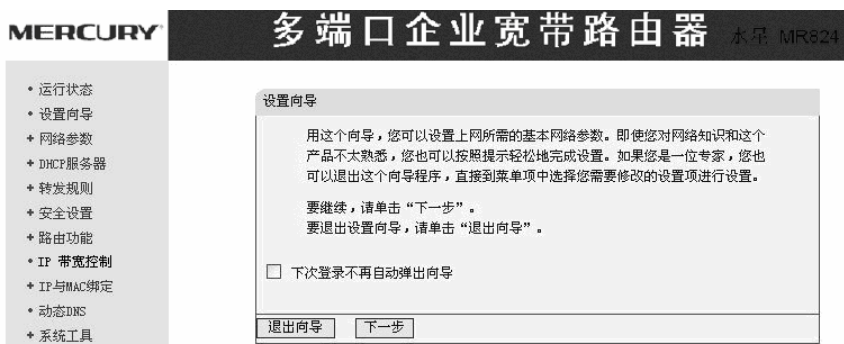 MERCURY
多端口企业宽带路由器 水星 MR824
• 运行状态
• 设置向导
+ 网络参数
+ DHCP服务器
+ 转发规则
+ 安全设置
+ 路由功能
• IP 带宽控制
+ IP与MAC绑定
• 动态DNS
+ 系统工具
设置向导
用这个向导，您可以设置上网所需的基本网络参数。即使您对网络知识和这个
产品不太熟悉，您也可以按照提示轻松地完成设置。如果您是一位专家，您也
可以退出这个向导程序，直接到菜单项中选择您需要修改的设置项进行设置。
要继续，请单击“下一步”。
要退出设置向导，请单击“退出向导”。
下次登录不再自动弹出向导
退出向导 下一步